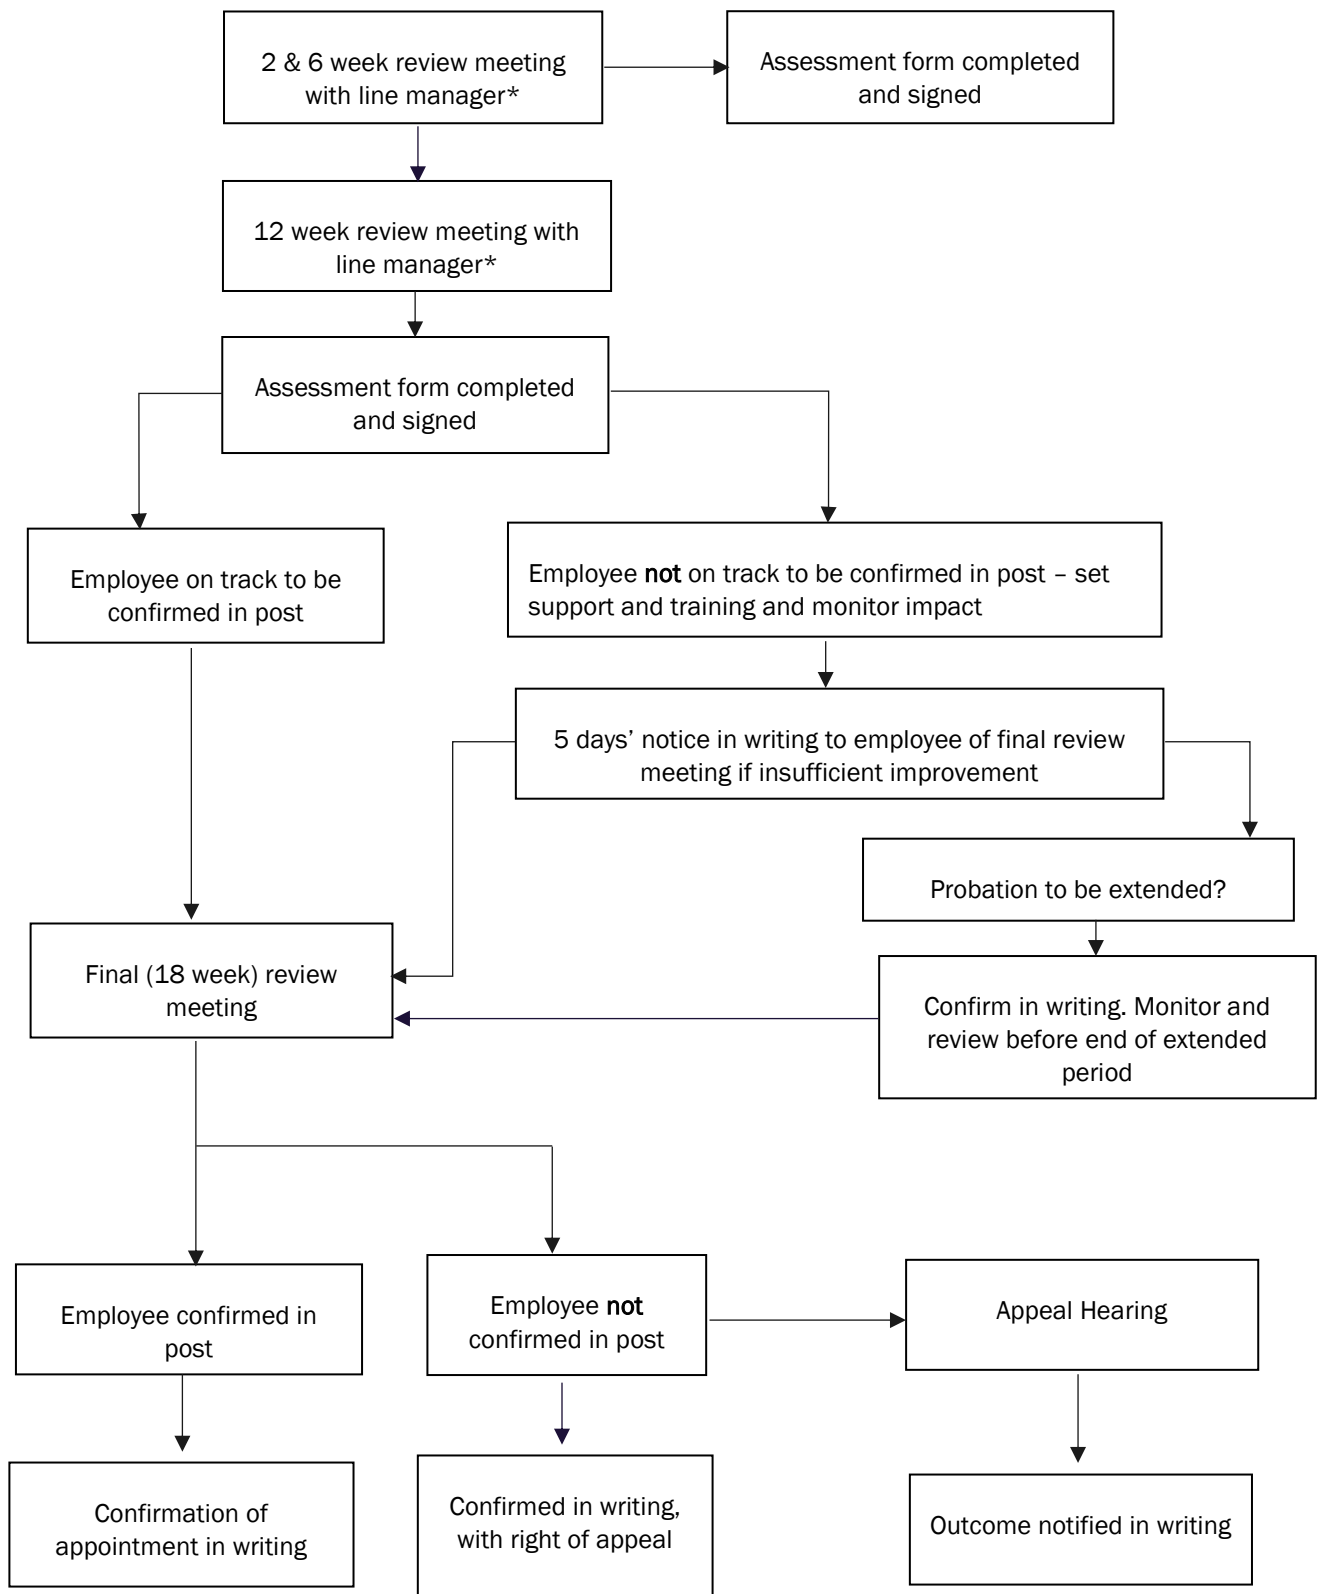 2 & 6 week review meeting
with line manager*
Assessment form completed
and signed
12 week review meeting with
line manager*
Assessment form completed
and signed
Employee on track to be
confirmed in post
Employee not on track to be confirmed in post – set
support and training and monitor impact
5 days’ notice in writing to employee of final review
meeting if insufficient improvement
Probation to be extended?
Final (18 week) review
meeting
Confirm in writing. Monitor and
review before end of extended
period
Employee confirmed in
post
Employee not
confirmed in post
Appeal Hearing
Confirmation of
appointment in writing
Confirmed in writing,
with right of appeal
Outcome notified in writing